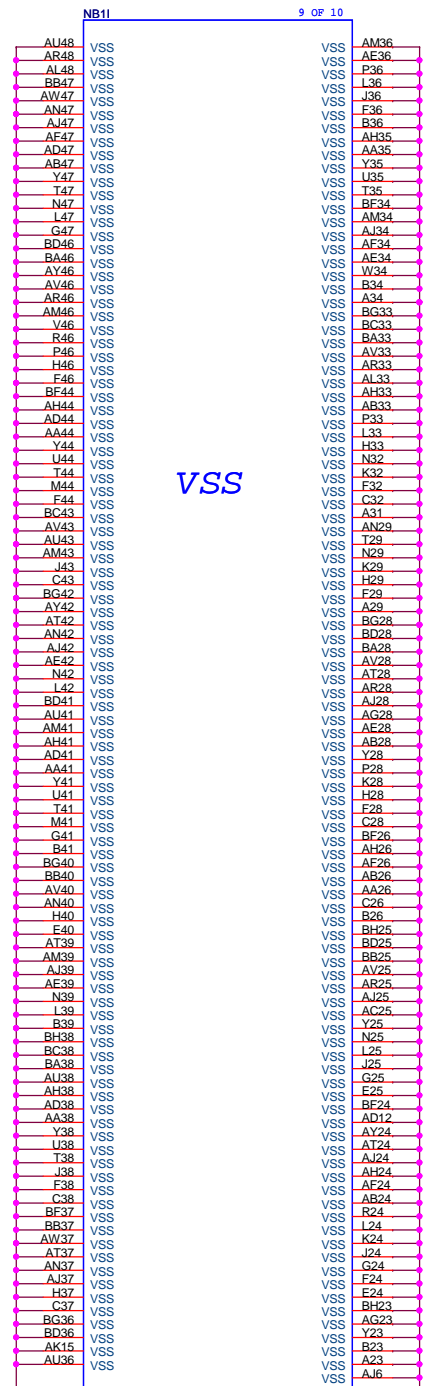 NB1I 9 OF 10
AU48 VSS VSS AM36
AR48 VSS VSS AE36
AL48 VSS VSS P36
BB47 VSS VSS L36
AW47 VSS VSS J36
AN47 VSS VSS F36
AJ47 VSS VSS B36
AF47 VSS VSS AH35
AD47 VSS VSS AA35
AB47 VSS VSS Y35
Y47 VSS VSS U35
T47 VSS VSS T35
N47 VSS VSS BF34
L47 VSS VSS AM34
G47 VSS VSS AJ34
BD46 VSS VSS AF34
BA46 VSS VSS AE34
AY46 VSS VSS W34
AV46 VSS VSS B34
AR46 VSS VSS A34
AM46 VSS VSS BG33
V46 VSS VSS BC33
R46 VSS VSS BA33
P46 VSS VSS AV33
H46 VSS VSS AR33
F46 VSS VSS AL33
BF44 VSS VSS AH33
AH44 VSS VSS AB33
AD44 VSS VSS P33
AA44 VSS VSS L33
Y44 VSS VSS H33
U44 VSS VSS N32
T44 VSS VSS K32
VSS
M44 VSS VSS F32
F44 VSS VSS C32
BC43 VSS VSS A31
AV43 VSS VSS AN29
AU43 VSS VSS T29
AM43 VSS VSS N29
J43 VSS VSS K29
C43 VSS VSS H29
BG42 VSS VSS F29
AY42 VSS VSS A29
AT42 VSS VSS BG28
AN42 VSS VSS BD28
AJ42 VSS VSS BA28
AE42 VSS VSS AV28
N42 VSS VSS AT28
L42 VSS VSS AR28
BD41 VSS VSS AJ28
AU41 VSS VSS AG28
AM41 VSS VSS AE28
AH41 VSS VSS AB28
AD41 VSS VSS Y28
AA41 VSS VSS P28
Y41 VSS VSS K28
U41 VSS VSS H28
T41 VSS VSS F28
M41 VSS VSS C28
G41 VSS VSS BF26
B41 VSS VSS AH26
BG40 VSS VSS AF26
BB40 VSS VSS AB26
AV40 VSS VSS AA26
AN40 VSS VSS C26
H40 VSS VSS B26
E40 VSS VSS BH25
AT39 VSS VSS BD25
AM39 VSS VSS BB25
AJ39 VSS VSS AV25
AE39 VSS VSS AR25
N39 VSS VSS AJ25
L39 VSS VSS AC25
B39 VSS VSS Y25
BH38 VSS VSS N25
BC38 VSS VSS L25
BA38 VSS VSS J25
AU38 VSS VSS G25
AH38 VSS VSS E25
AD38 VSS VSS BF24
AA38 VSS VSS AD12
Y38 VSS VSS AY24
U38 VSS VSS AT24
T38 VSS VSS AJ24
J38 VSS VSS AH24
F38 VSS VSS AF24
C38 VSS VSS AB24
BF37 VSS VSS R24
BB37 VSS VSS L24
AW37 VSS VSS K24
AT37 VSS VSS J24
AN37 VSS VSS G24
AJ37 VSS VSS F24
H37 VSS VSS E24
C37 VSS VSS BH23
BG36 VSS VSS AG23
BD36 VSS VSS Y23
AK15 VSS VSS B23
AU36 VSS VSS A23
VSS AJ6